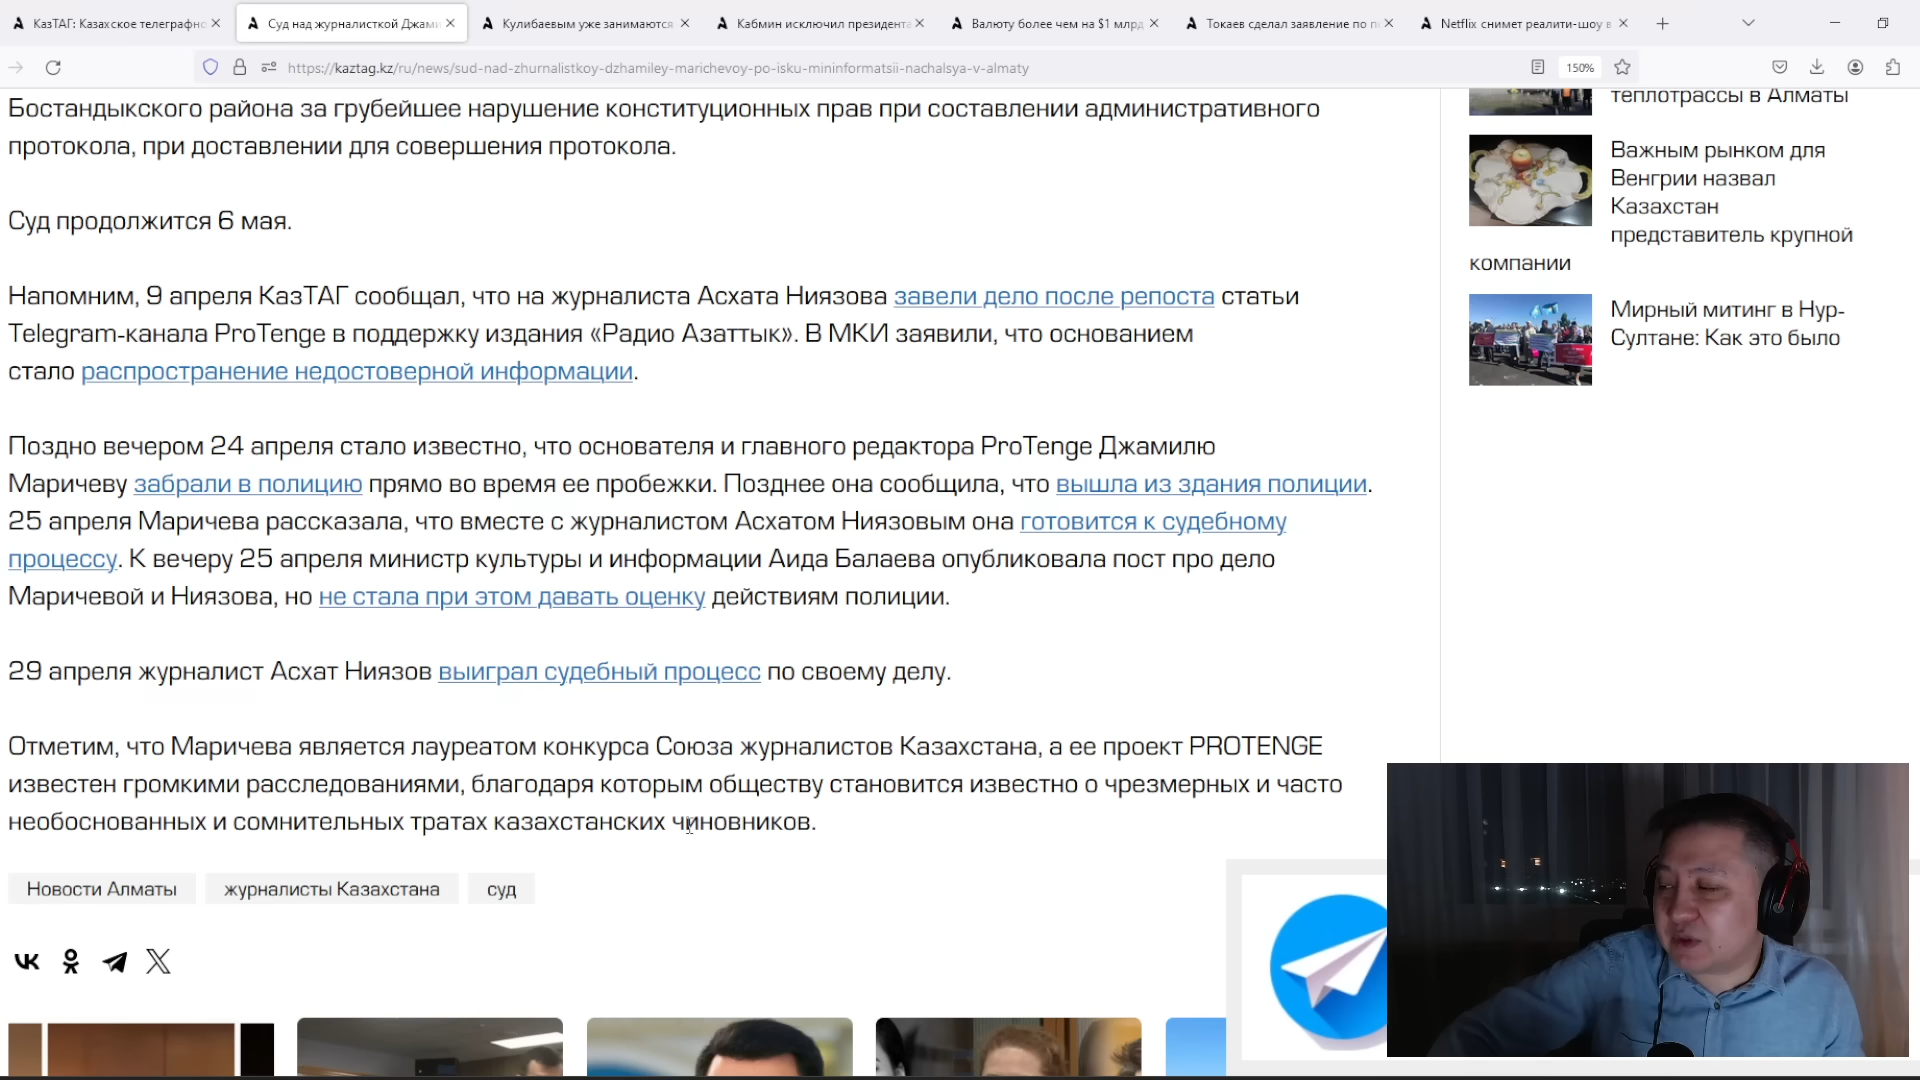 КазТАГ: Казахское телеграфно
Суд над журналисткой Джами
Кулибаевым уже занимаются
Кабмин исключил президента
Валюту более чем на $1 млрд
Токаев сделал заявление по п
Netflix снимет реалити-шоу в
https://kaztag.kz/ru/news/sud-nad-zhurnalistkoy-dzhamiley-marichevoy-po-isku-mininformatsii-nachalsya-v-almaty
150%
Бостандыкского района за грубейшее нарушение конституционных прав при составлении административного
протокола, при доставлении для совершения протокола.
Суд продолжится 6 мая.
Напомним, 9 апреля КазТАГ сообщал, что на журналиста Асхата Ниязова завели дело после репоста статьи
Telegram-канала ProTenge в поддержку издания «Радио Азаттык». В МКИ заявили, что основанием
стало распространение недостоверной информации.
Поздно вечером 24 апреля стало известно, что основателя и главного редактора ProTenge Джамилю
Маричеву забрали в полицию прямо во время ее пробежки. Позднее она сообщила, что вышла из здания полиции.
25 апреля Маричева рассказала, что вместе с журналистом Асхатом Ниязовым она готовится к судебному
процессу. К вечеру 25 апреля министр культуры и информации Аида Балаева опубликовала пост про дело
Маричевой и Ниязова, но не стала при этом давать оценку действиям полиции.
29 апреля журналист Асхат Ниязов выиграл судебный процесс по своему делу.
Отметим, что Маричева является лауреатом конкурса Союза журналистов Казахстана, а ее проект PROTENGE
известен громкими расследованиями, благодаря которым обществу становится известно о чрезмерных и часто
необоснованных и сомнительных тратах казахстанских чиновников.
Новости Алматы
журналисты Казахстана
суд
теплотрассы в Алматы
Важным рынком для
Венгрии назвал
Казахстан
представитель крупной
компании
Мирный митинг в Нур-
Султане: Как это было